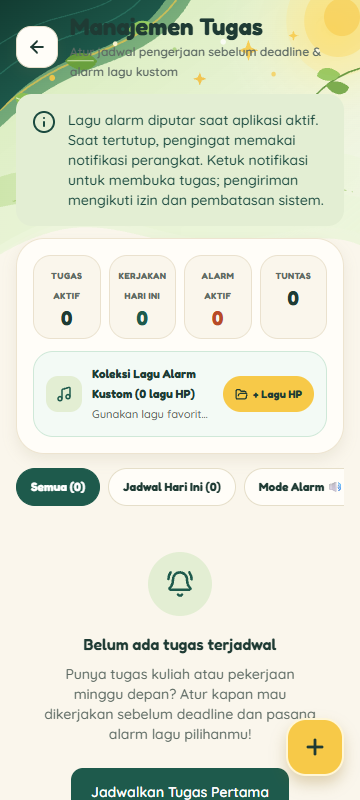 Manajemen Tugas
Atur jadwal pengerjaan sebelum deadline &
alarm lagu kustom
Lagu alarm diputar saat aplikasi aktif.
Saat tertutup, pengingat memakai
notifikasi perangkat. Ketuk notifikasi
untuk membuka tugas; pengiriman
mengikuti izin dan pembatasan sistem.
TUGAS AKTIF
0
KERJAKAN HARI INI
0
ALARM AKTIF
0
TUNTAS
0
Koleksi Lagu Alarm
Kustom (0 lagu HP)
Gunakan lagu favorit...
+ Lagu HP
Semua (0)
Jadwal Hari Ini (0)
Mode Alarm 🔊
Belum ada tugas terjadwal
Punya tugas kuliah atau pekerjaan
minggu depan? Atur kapan mau
dikerjakan sebelum deadline dan pasang
alarm lagu pilihanmu!
+
Jadwalkan Tugas Pertama